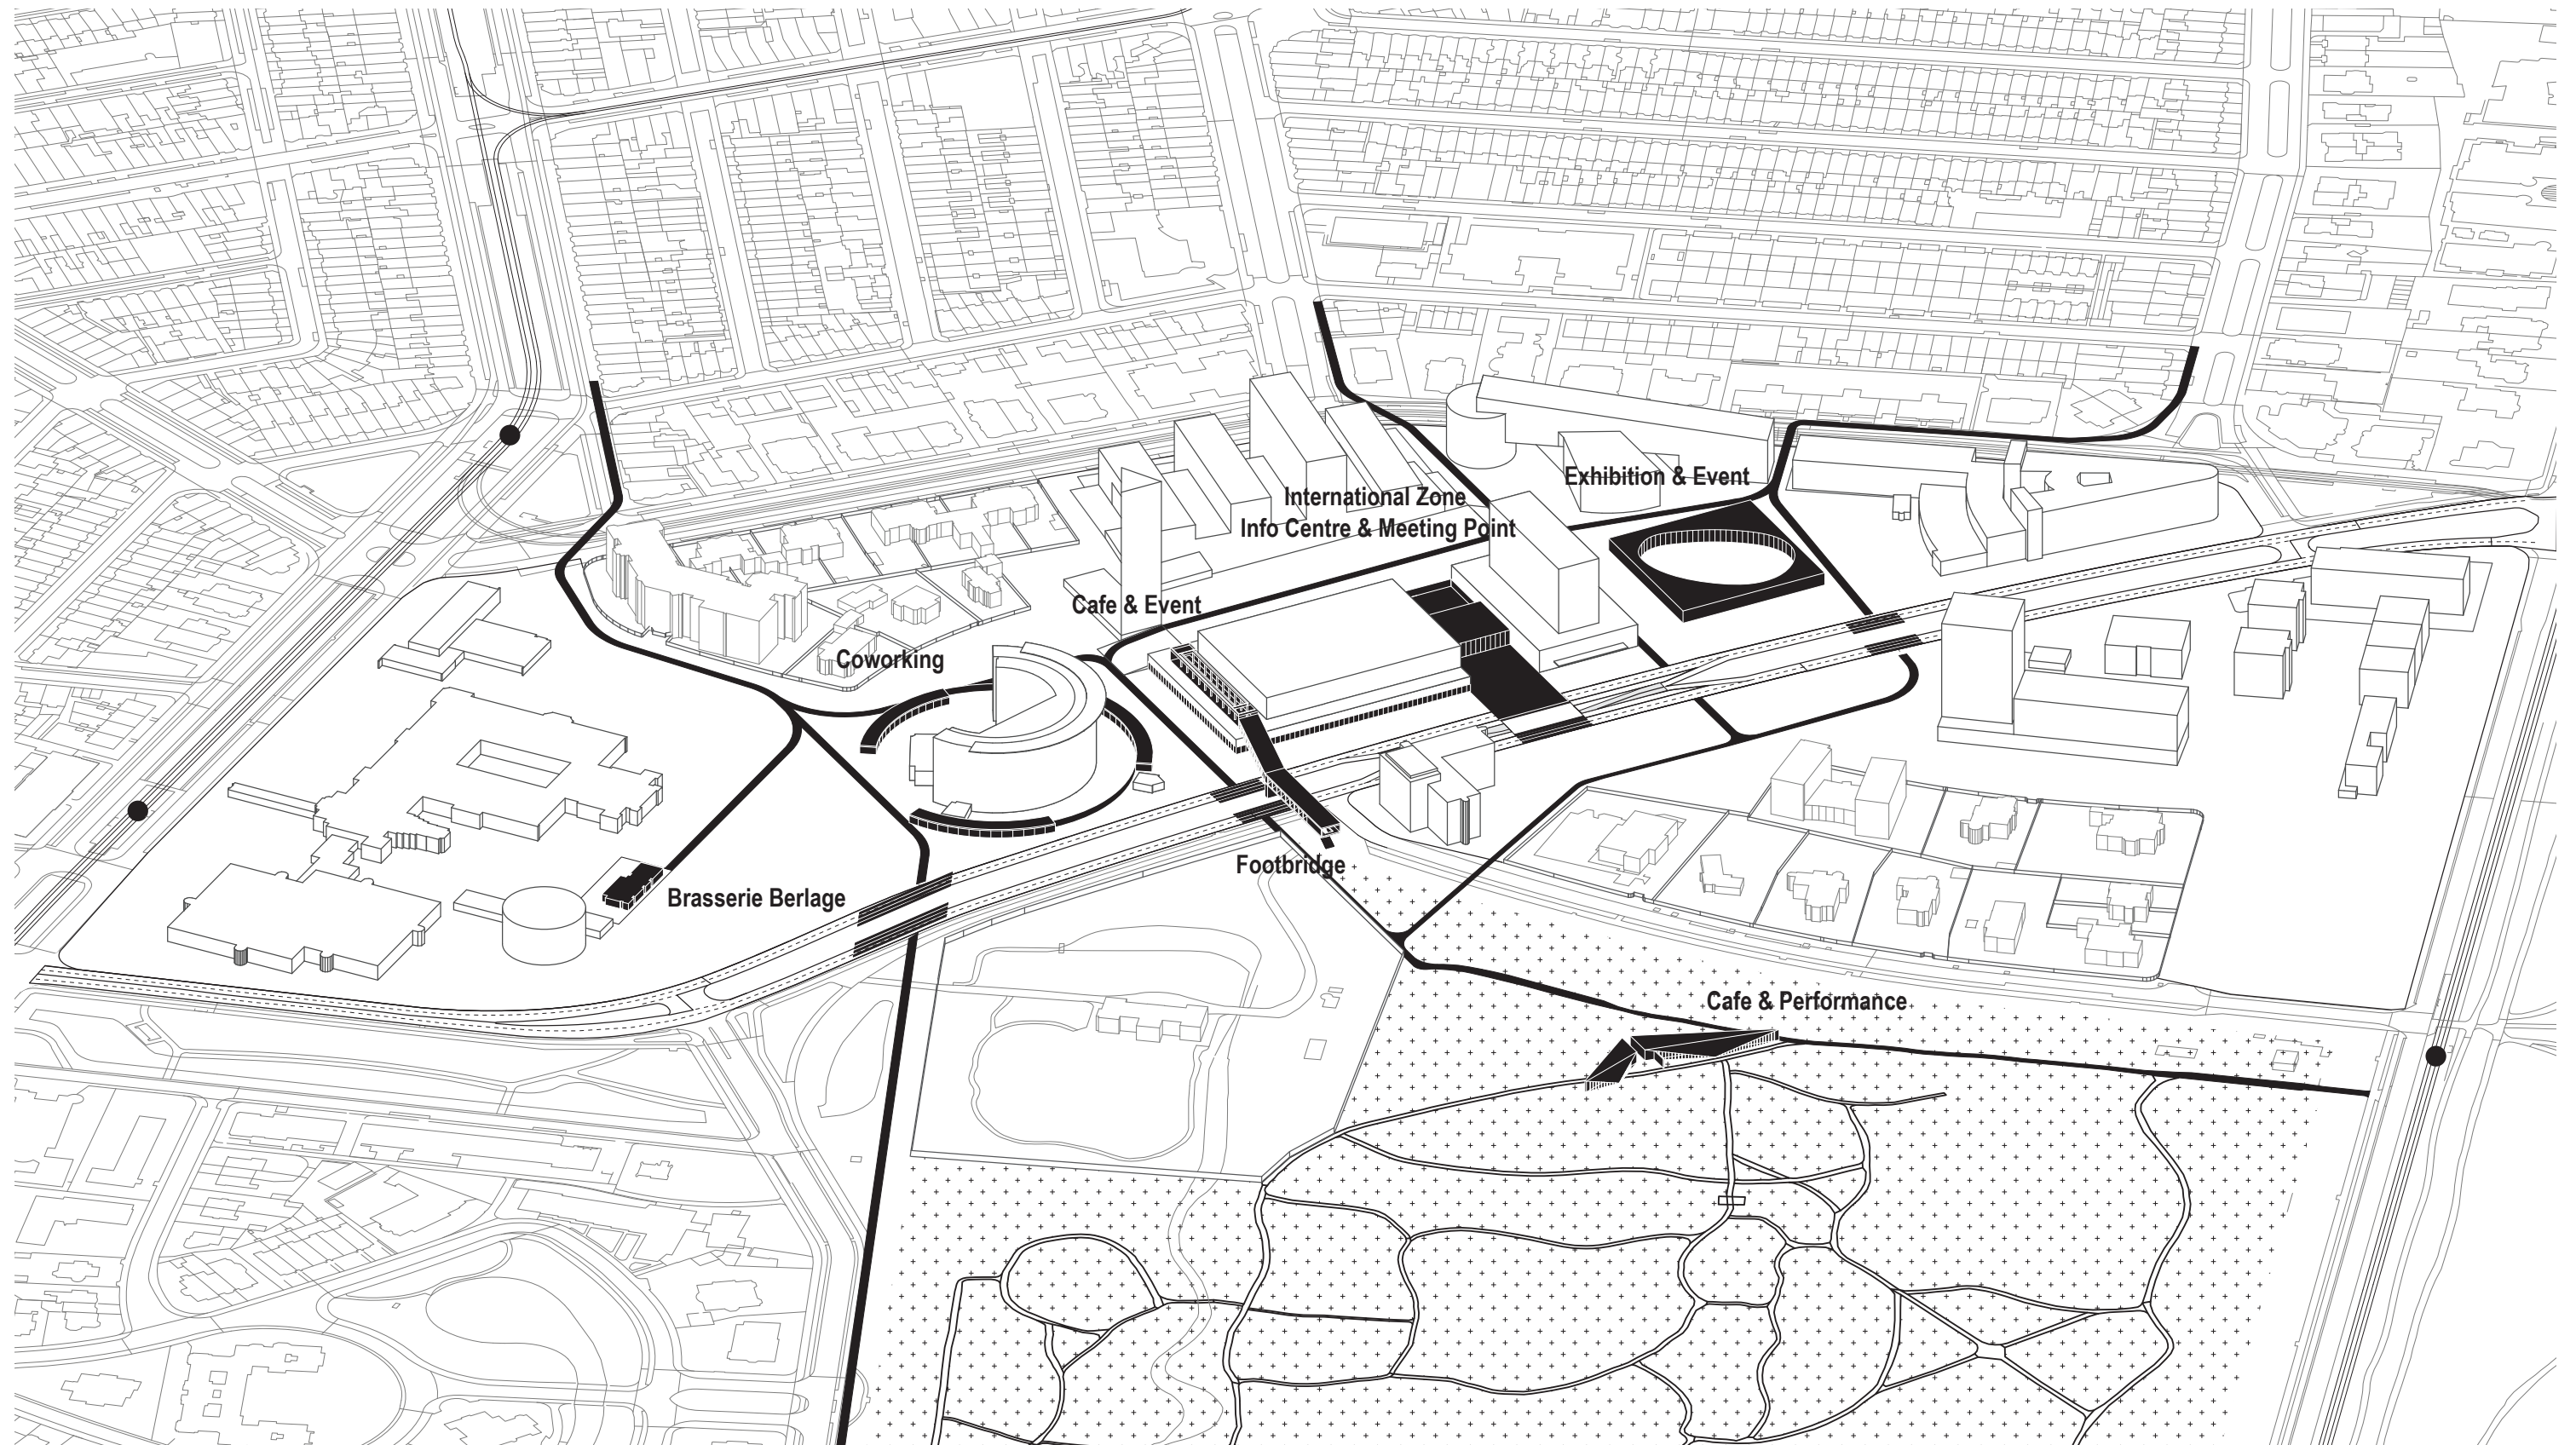 Exhibition & Event
International Zone
Info Centre & Meeting Point
Cafe & Event
Coworking
Footbridge
Brasserie Berlage
Cafe & Performance